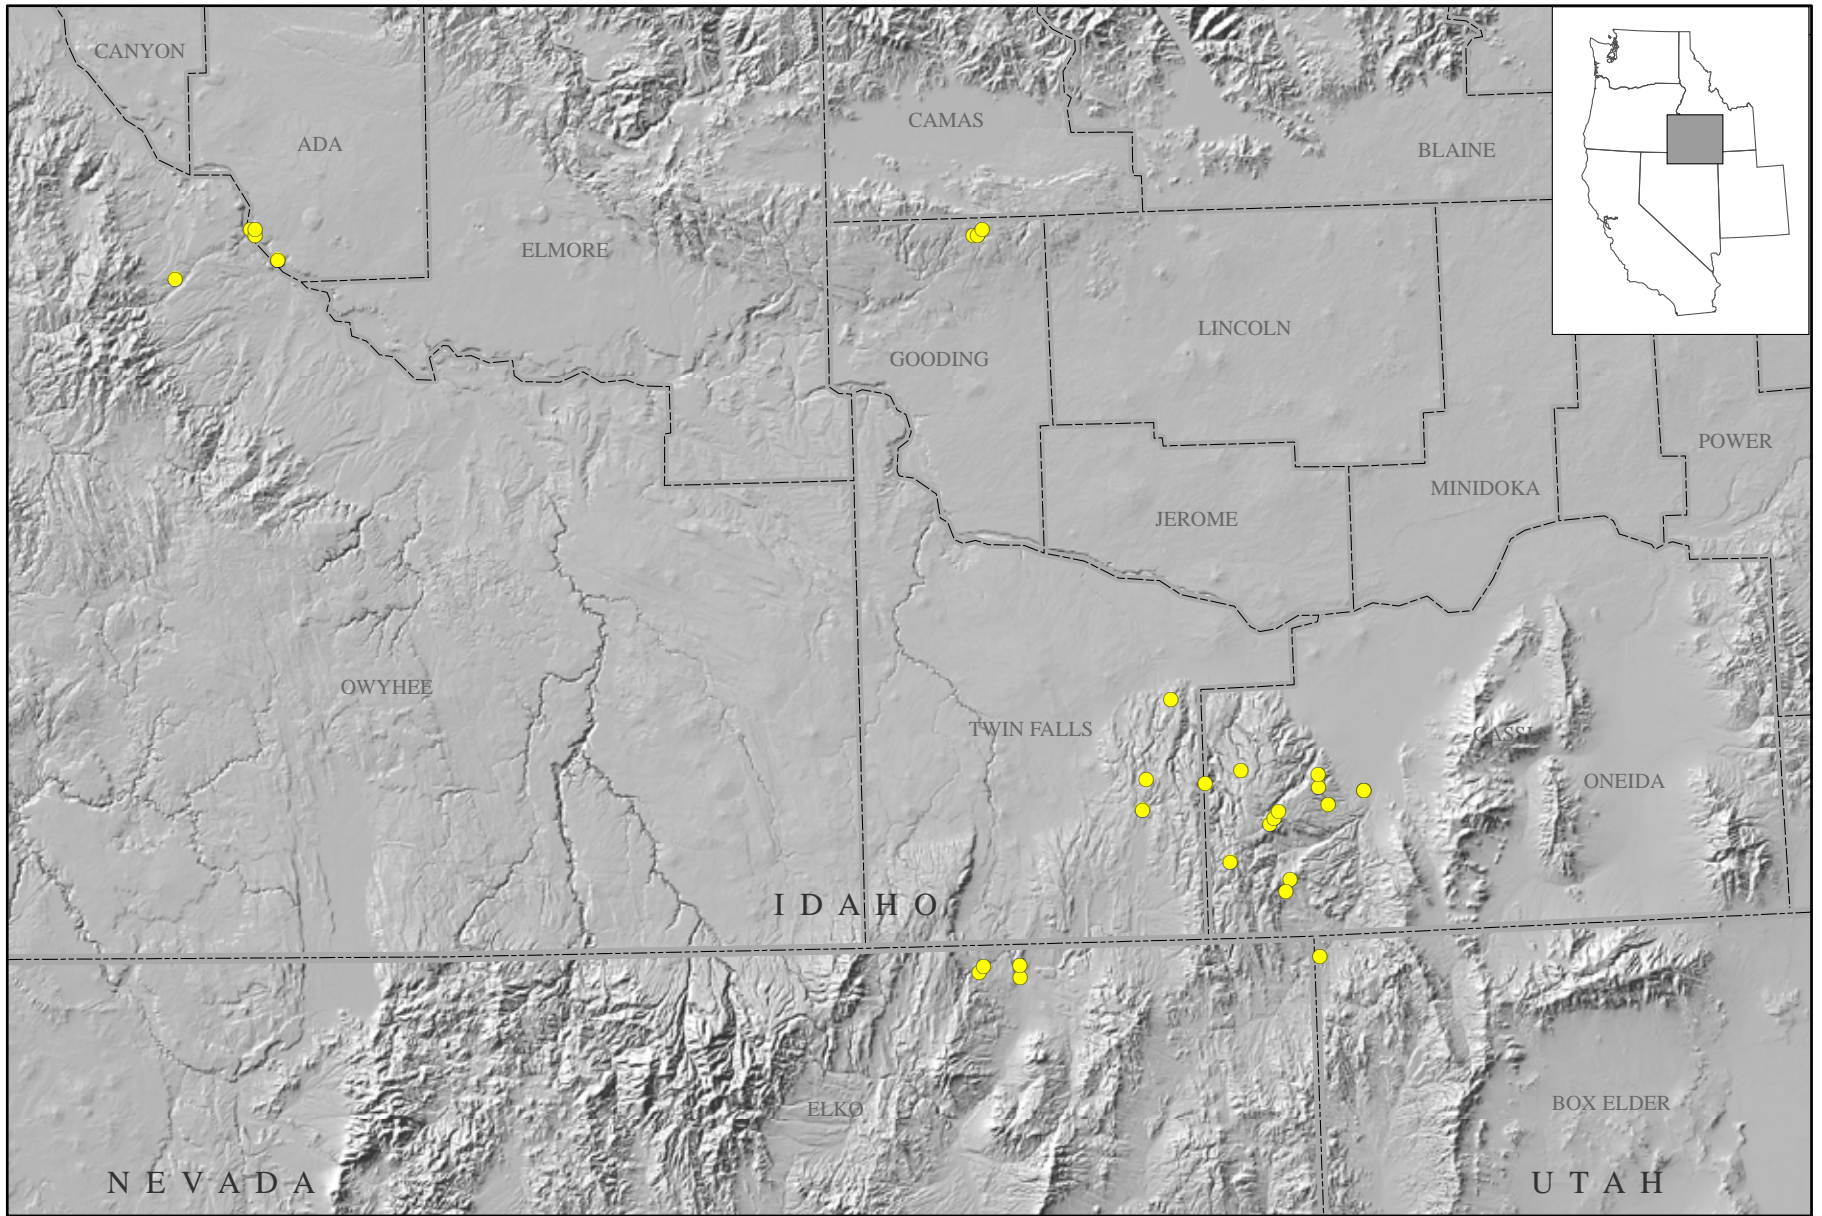 CANYON
ADA
CAMAS
BLAINE
ELMORE
LINCOLN
GOODING
POWER
MINIDOKA
JEROME
OWYHEE
TWIN FALLS
CASSI
ONEIDA
IDAHO
ELKO
BOX ELDER
NEVADA
UTAH